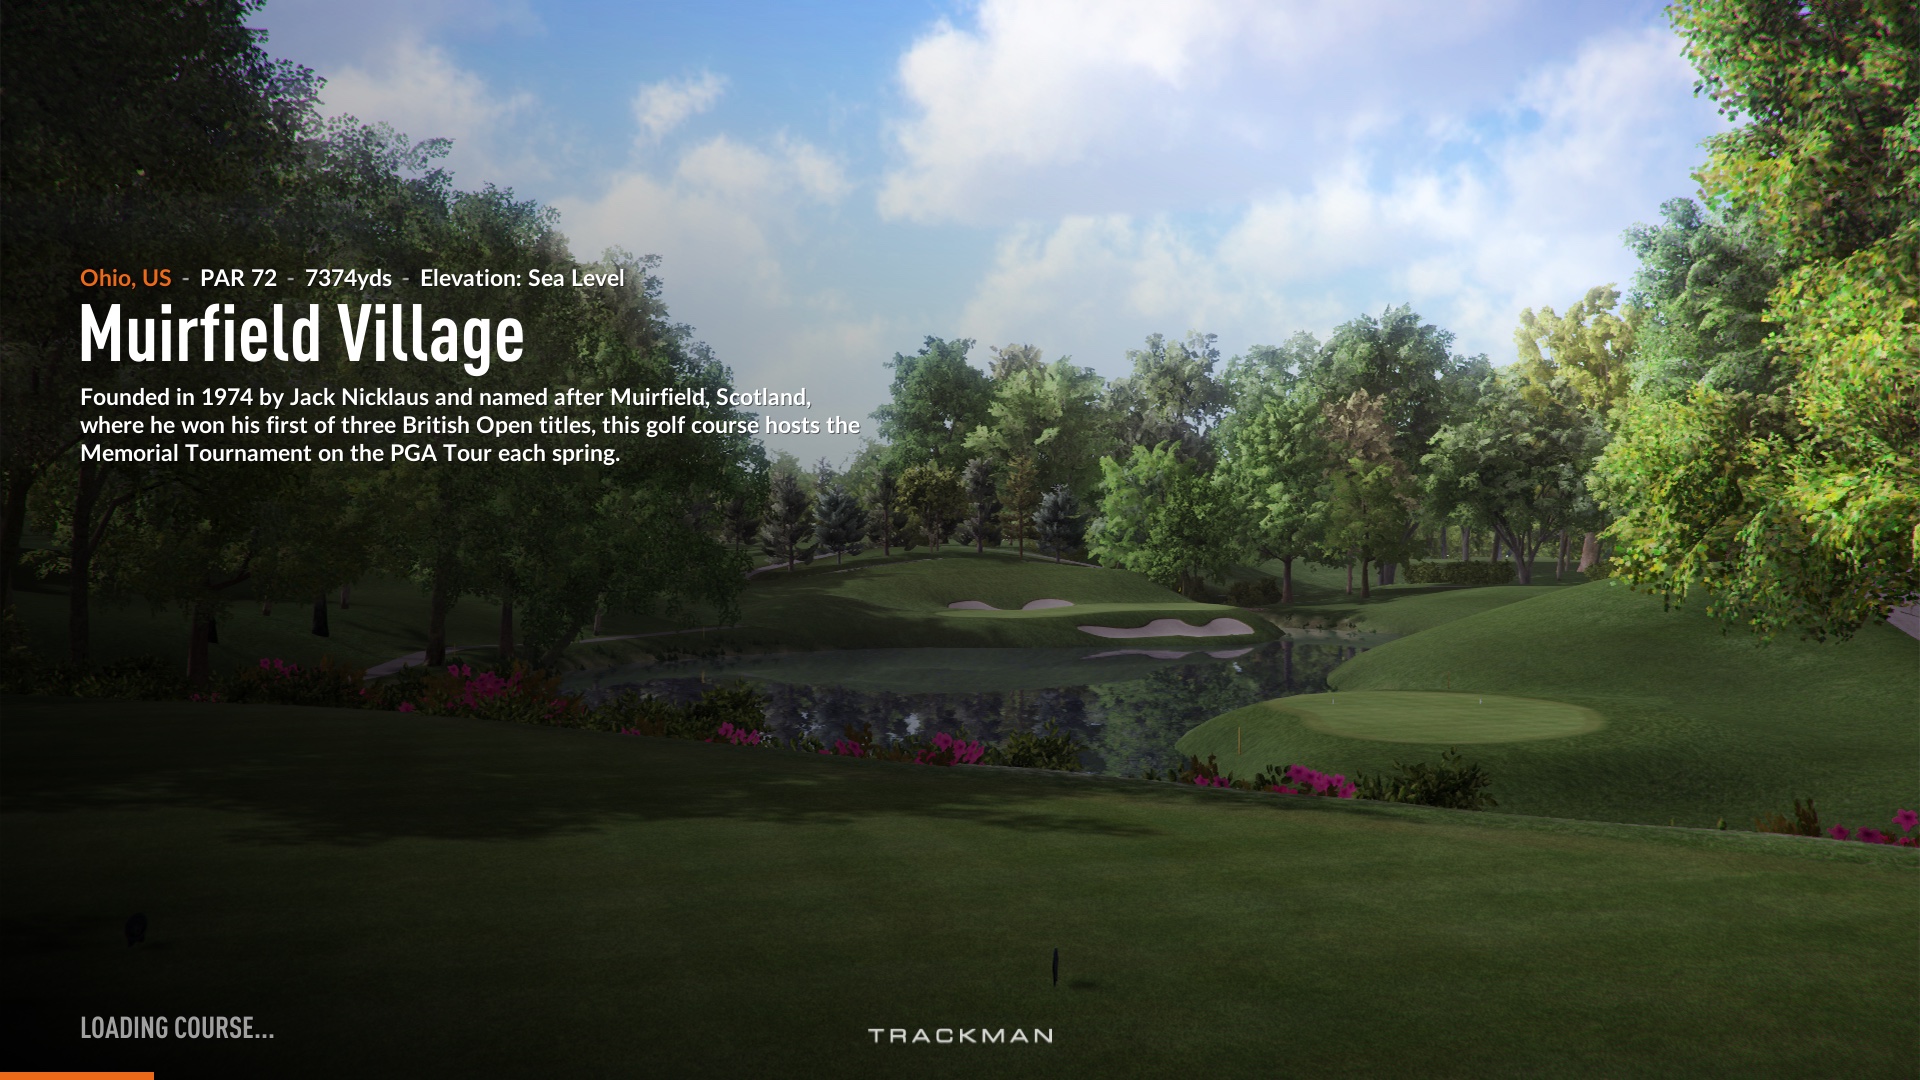 Ohio, US - PAR 72 - 7374yds - Elevation: Sea Level
Muirfield Village
Founded in 1974 by Jack Nicklaus and named after Muirfield, Scotland,
where he won his first of three British Open titles, this golf course hosts the
Memorial Tournament on the PGA Tour each spring.
LOADING COURSE...
TRACKMAN